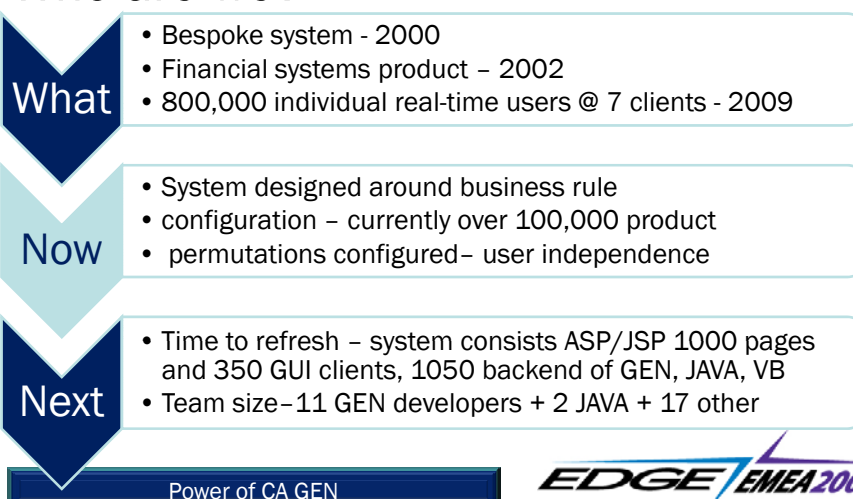 What
• Bespoke system - 2000
• Financial systems product – 2002
• 800,000 individual real-time users @ 7 clients - 2009
Now
• System designed around business rule
• configuration – currently over 100,000 product
• permutations configured– user independence
Next
• Time to refresh – system consists ASP/JSP 1000 pages
and 350 GUI clients, 1050 backend of GEN, JAVA, VB
• Team size–11 GEN developers + 2 JAVA + 17 other
Power of CA GEN
EDGE EMEA